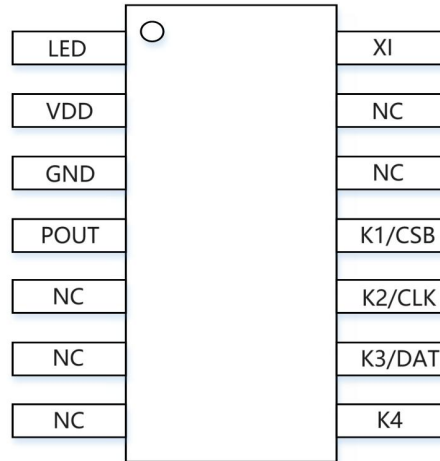 LED XI
VDD NC
GND NC
POUT K1/CSB
NC K2/CLK
NC K3/DAT
NC K4